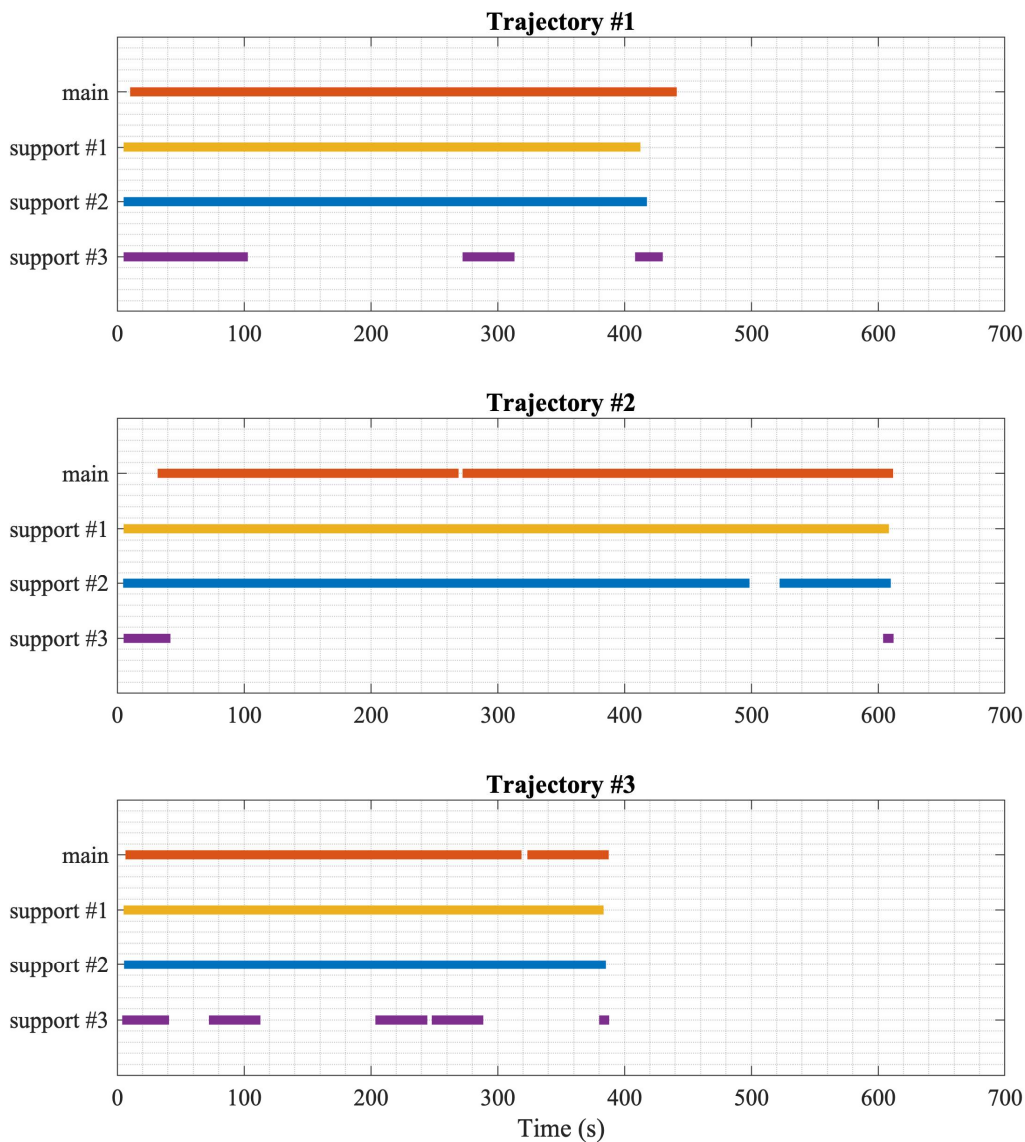 Trajectory #1
main
support #1
support #2
support #3
0 100 200 300 400 500 600 700
Trajectory #2
main
support #1
support #2
support #3
0 100 200 300 400 500 600 700
Trajectory #3
main
support #1
support #2
support #3
0 100 200 300 400 500 600 700
Time (s)